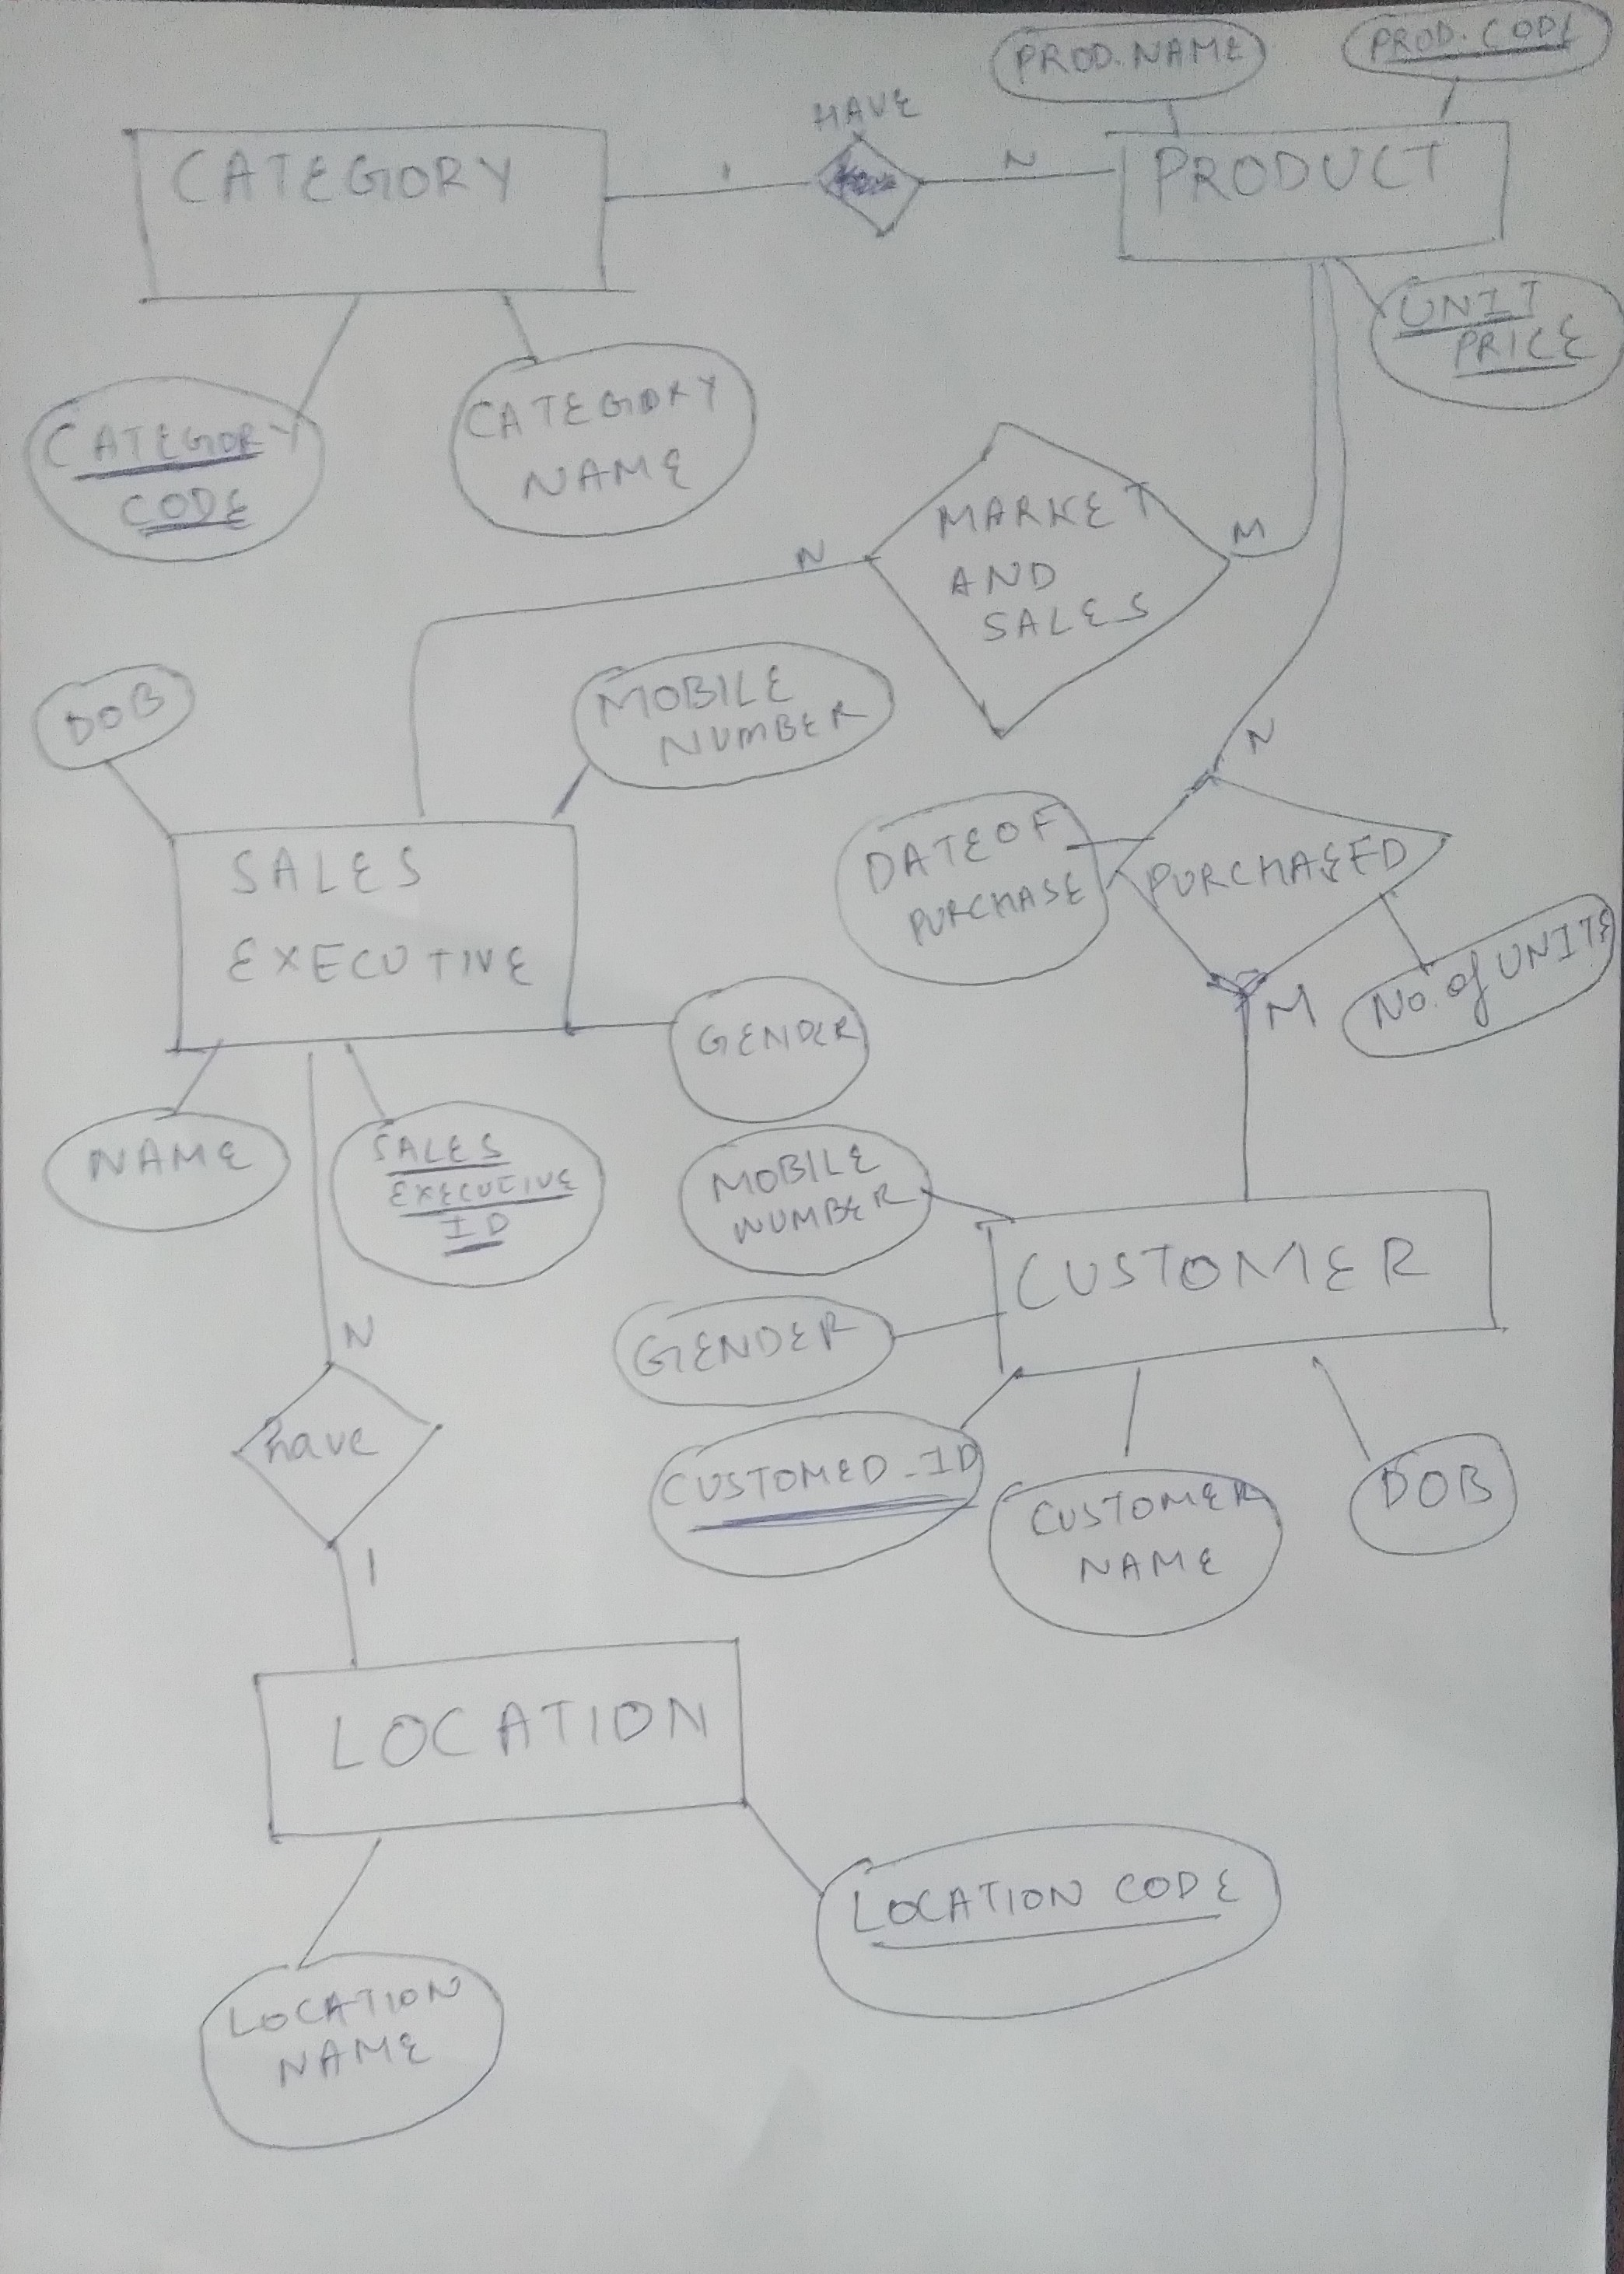 PROD.NAME
PROD.CODE
HAVE
CATEGORY
1
N
PRODUCT
UNIT
PRICE
CATEGORY
CODE
CATEGORY
NAME
MARKET
AND
SALES
N
M
DOB
MOBILE
NUMBER
N
SALES
EXECUTIVE
DATE OF
PURCHASE
PURCHASED
No. of UNITS
M
GENDER
NAME
SALES
EXECUTIVE
ID
MOBILE
NUMBER
CUSTOMER
GENDER
N
have
1
CUSTOMED_ID
CUSTOMER
NAME
DOB
LOCATION
LOCATION CODE
LOCATION
NAME